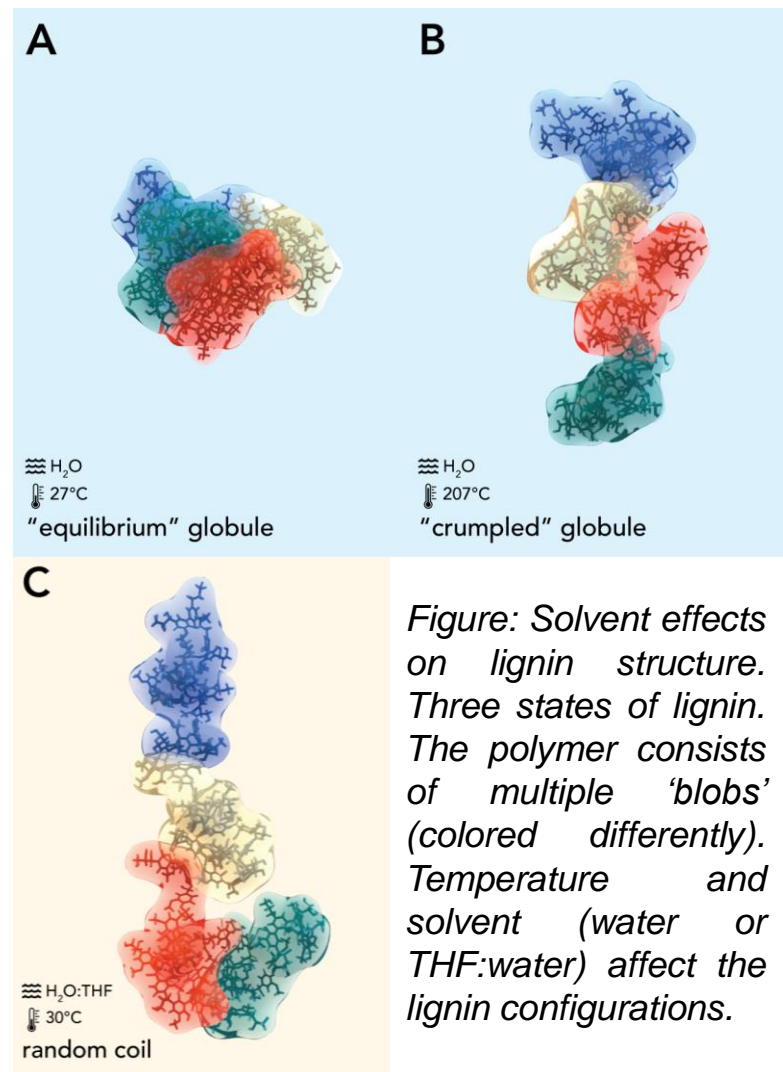 A
B
H₂O
27°C
"equilibrium" globule
H₂O
207°C
"crumpled" globule
C
H₂O:THF
30°C
random coil
Figure: Solvent effects
on lignin structure.
Three states of lignin.
The polymer consists
of multiple ‘blobs’
(colored differently).
Temperature and
solvent (water or
THF:water) affect the
lignin configurations.